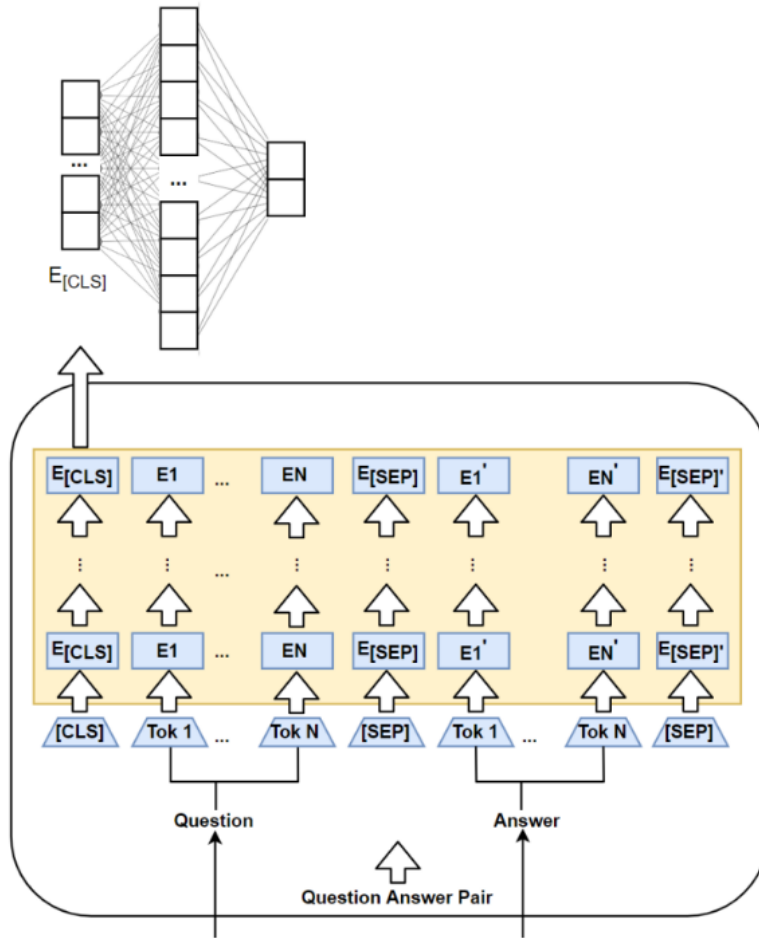 ...
...
E[CLS]
E[CLS] E1 ... EN E[SEP] E1' EN' E[SEP]'
... ... ... ... ... ... ... ...
E[CLS] E1 ... EN E[SEP] E1' EN' E[SEP]'
[CLS] Tok 1 ... Tok N [SEP] Tok 1 ... Tok N [SEP]
Question Answer
Question Answer Pair